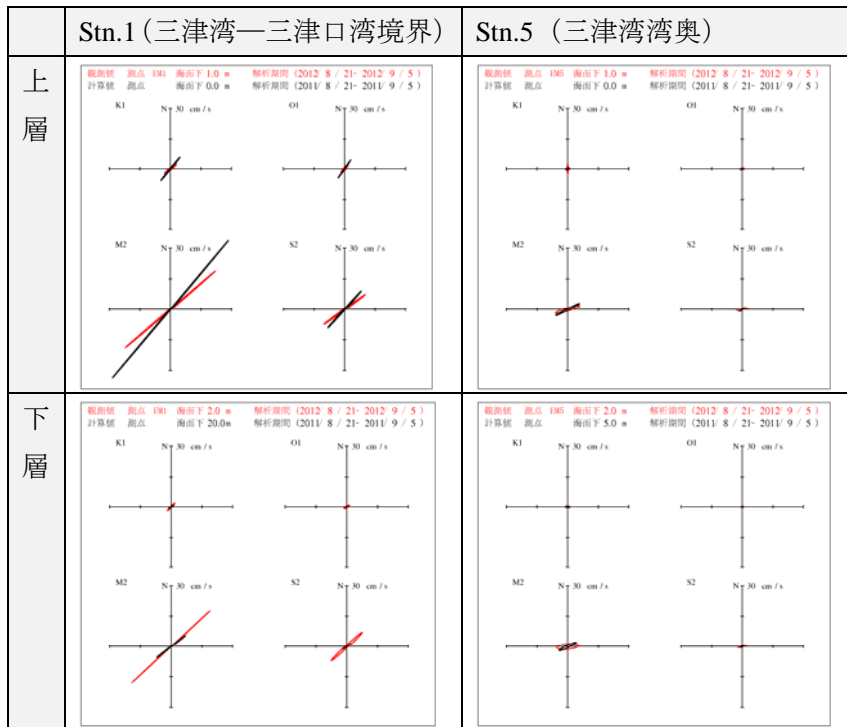 Stn.1（三津湾―三津口湾境界）
Stn.5 （三津湾湾奥）
上層
観測値 測点 EM1 海面下 1.0 m 解析期間 (2012/ 8 / 21- 2012/ 9 / 5 )
計算値 測点 海面下 0.0 m 解析期間 (2011/ 8 / 21- 2011/ 9 / 5 )
K1 N 30 cm / s O1
M2 N 30 cm / s S2 N 30 cm / s
観測値 測点 EM5 海面下 1.0 m 解析期間 (2012/ 8 / 21- 2012/ 9 / 5 )
計算値 測点 海面下 0.0 m 解析期間 (2011/ 8 / 21- 2011/ 9 / 5 )
K1 N 30 cm / s O1 N 30 cm / s
M2 N 30 cm / s S2 N 30 cm / s
下層
観測値 測点 EM1 海面下 2.0 m 解析期間 (2012/ 8 / 21- 2012/ 9 / 5 )
計算値 測点 海面下 20.0m 解析期間 (2011/ 8 / 21- 2011/ 9 / 5 )
K1 N 30 cm / s O1 N 30 cm / s
M2 N 30 cm / s S2 N 30 cm / s
観測値 測点 EM5 海面下 2.0 m 解析期間 (2012/ 8 / 21- 2012/ 9 / 5 )
計算値 測点 海面下 5.0 m 解析期間 (2011/ 8 / 21- 2011/ 9 / 5 )
K1 N 30 cm / s O1 N 30 cm / s
M2 N 30 cm / s S2 N 30 cm / s